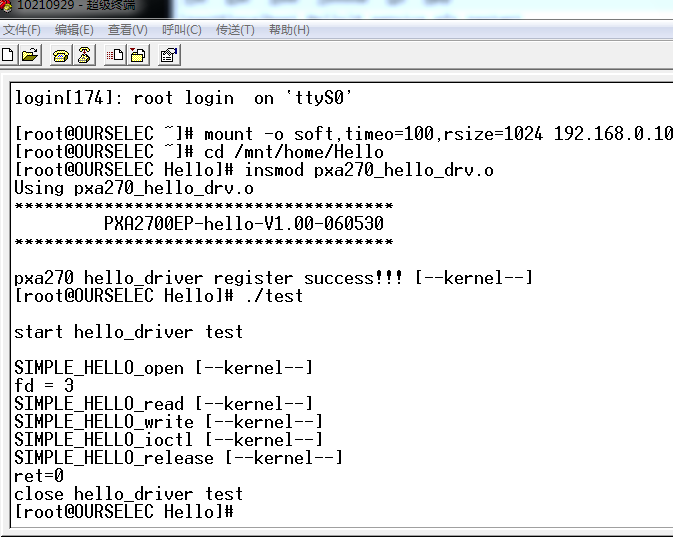 10210929 - 超级终端
文件(F) 编辑(E) 查看(V) 呼叫(C) 传送(T) 帮助(H)
login[174]: root login  on `ttyS0'
[root@OURSELEC ~]# mount -o soft,timeo=100,rsize=1024 192.168.0.10
[root@OURSELEC ~]# cd /mnt/home/Hello
[root@OURSELEC Hello]# insmod pxa270_hello_drv.o
Using pxa270_hello_drv.o
**************************************
PXA2700EP-hello-V1.00-060530
**************************************
pxa270 hello_driver register success!!! [--kernel--]
[root@OURSELEC Hello]# ./test
start hello_driver test
SIMPLE_HELLO_open [--kernel--]
fd = 3
SIMPLE_HELLO_read [--kernel--]
SIMPLE_HELLO_write [--kernel--]
SIMPLE_HELLO_ioctl [--kernel--]
SIMPLE_HELLO_release [--kernel--]
ret=0
close hello_driver test
[root@OURSELEC Hello]#